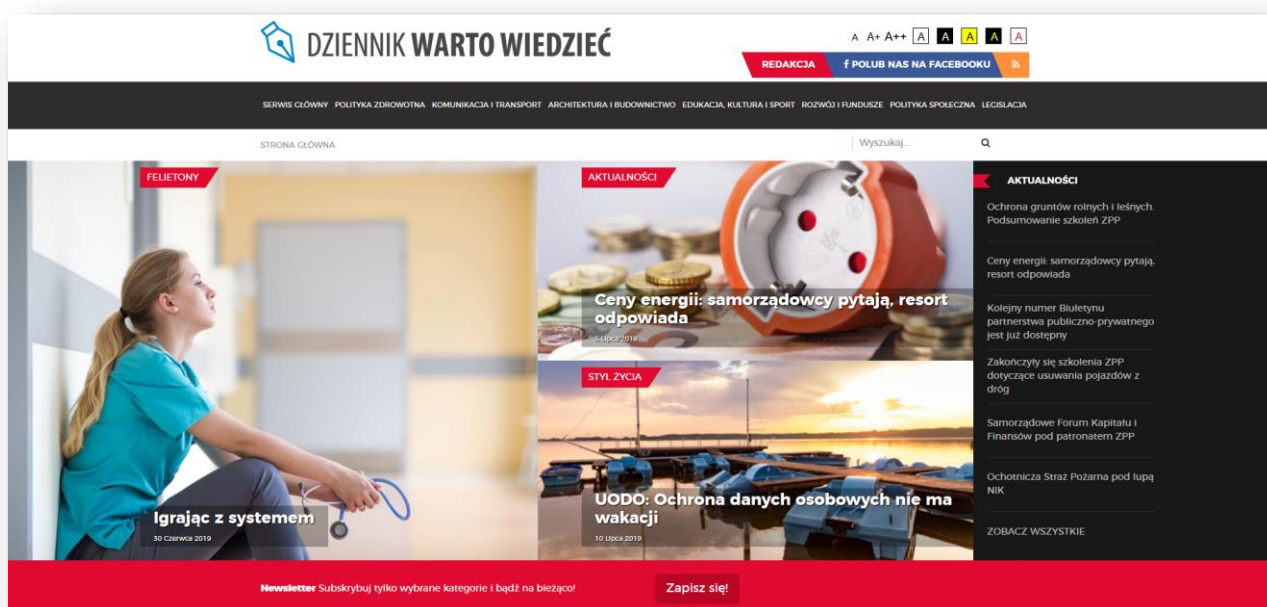 DZIENNIK WARTO WIEDZIEĆ
A A+ A++ A A A A A
REDAKCJA f POLUB NAS NA FACEBOOKU
SERWIS GŁÓWNY POLITYKA ZDROWOTNA KOMUNIKACJA I TRANSPORT ARCHITEKTURA I BUDOWNICTWO EDUKACJA, KULTURA I SPORT ROZWÓJ I FUNDUSZE POLITYKA SPOŁECZNA LEGISLACJA
STRONA GŁÓWNA
Wyszukaj...
FELIETONY
Igrając z systemem
30 Czerwca 2019
AKTUALNOŚCI
Ceny energii: samorządowcy pytają, resort
odpowiada
Lipca 2019
STYL ŻYCIA
UODO: Ochrona danych osobowych nie ma
wakacji
10 Lipca 2019
AKTUALNOŚCI
Ochrona gruntów rolnych i leśnych.
Podsumowanie szkoleń ZPP
Ceny energii: samorządowcy pytają,
resort odpowiada
Kolejny numer Biuletynu
partnerstwa publiczno-prywatnego
jest już dostępny
Zakończyły się szkolenia ZPP
dotyczące usuwania pojazdów z
dróg
Samorządowe Forum Kapitału i
Finansów pod patronatem ZPP
Ochotnicza Straż Pożarna pod lupą
NIK
ZOBACZ WSZYSTKIE
Newsletter Subskrybuj tylko wybrane kategorie i bądź na bieżąco!
Zapisz się!